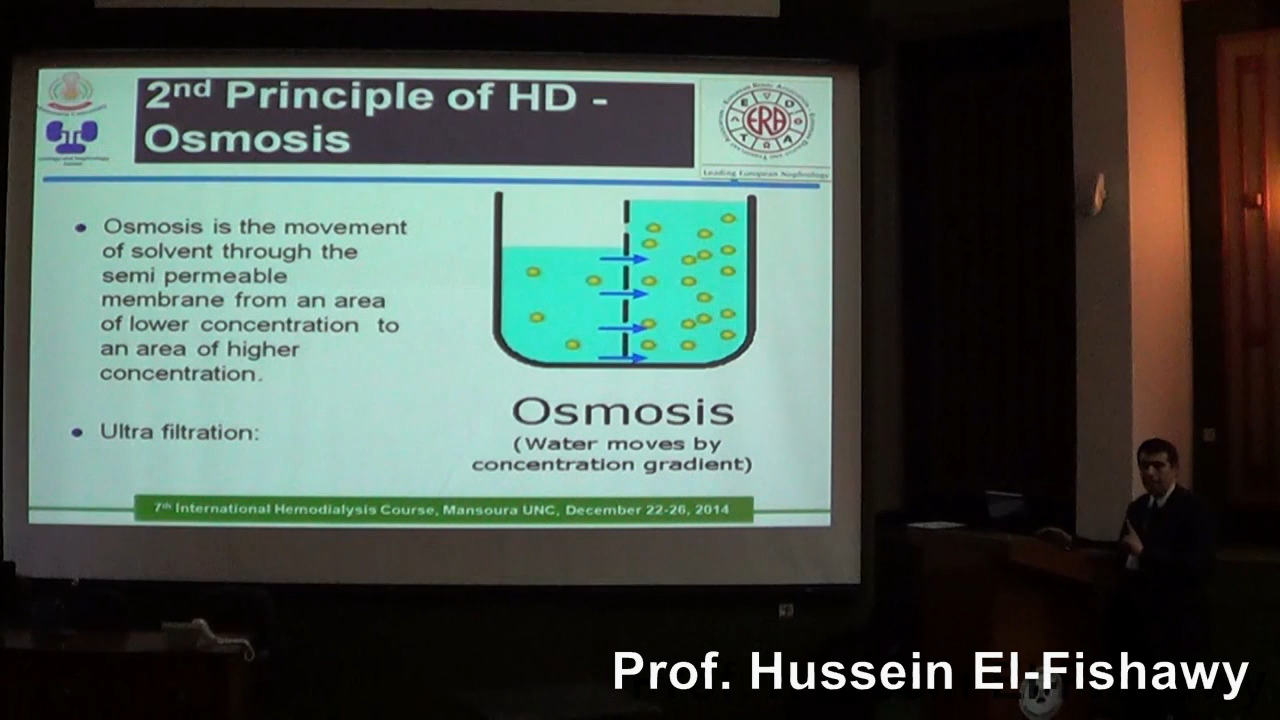 2nd Principle of HD -
Osmosis
ERA
Leading European Nephrology
Osmosis is the movement
of solvent through the
semi permeable
membrane from an area
of lower concentration to
an area of higher
concentration.
Ultra filtration:
Osmosis
(Water moves by
concentration gradient)
7th International Hemodialysis Course, Mansoura UNC, December 22-26, 2014
Prof. Hussein El-Fishawy